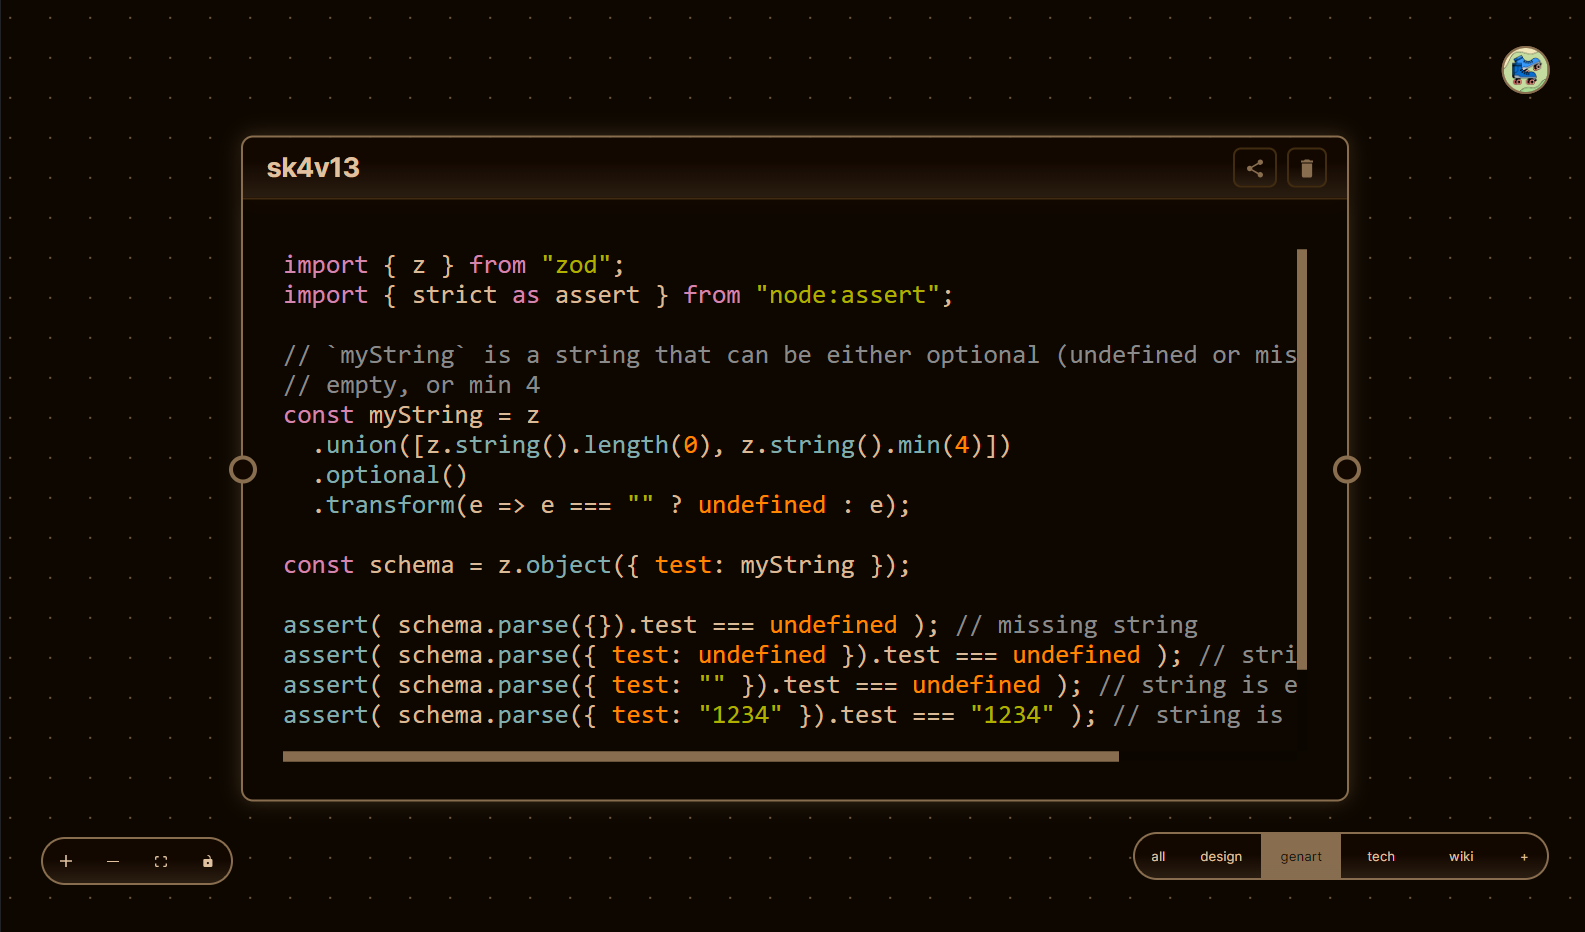 sk4v13
import { z } from "zod";
import { strict as assert } from "node:assert";
// `myString` is a string that can be either optional (undefined or mis
// empty, or min 4
const myString = z
  .union([z.string().length(0), z.string().min(4)])
  .optional()
  .transform(e => e === "" ? undefined : e);
const schema = z.object({ test: myString });
assert( schema.parse({}).test === undefined ); // missing string
assert( schema.parse({ test: undefined }).test === undefined ); // stri
assert( schema.parse({ test: "" }).test === undefined ); // string is e
assert( schema.parse({ test: "1234" }).test === "1234" ); // string is
all design genart tech wiki +